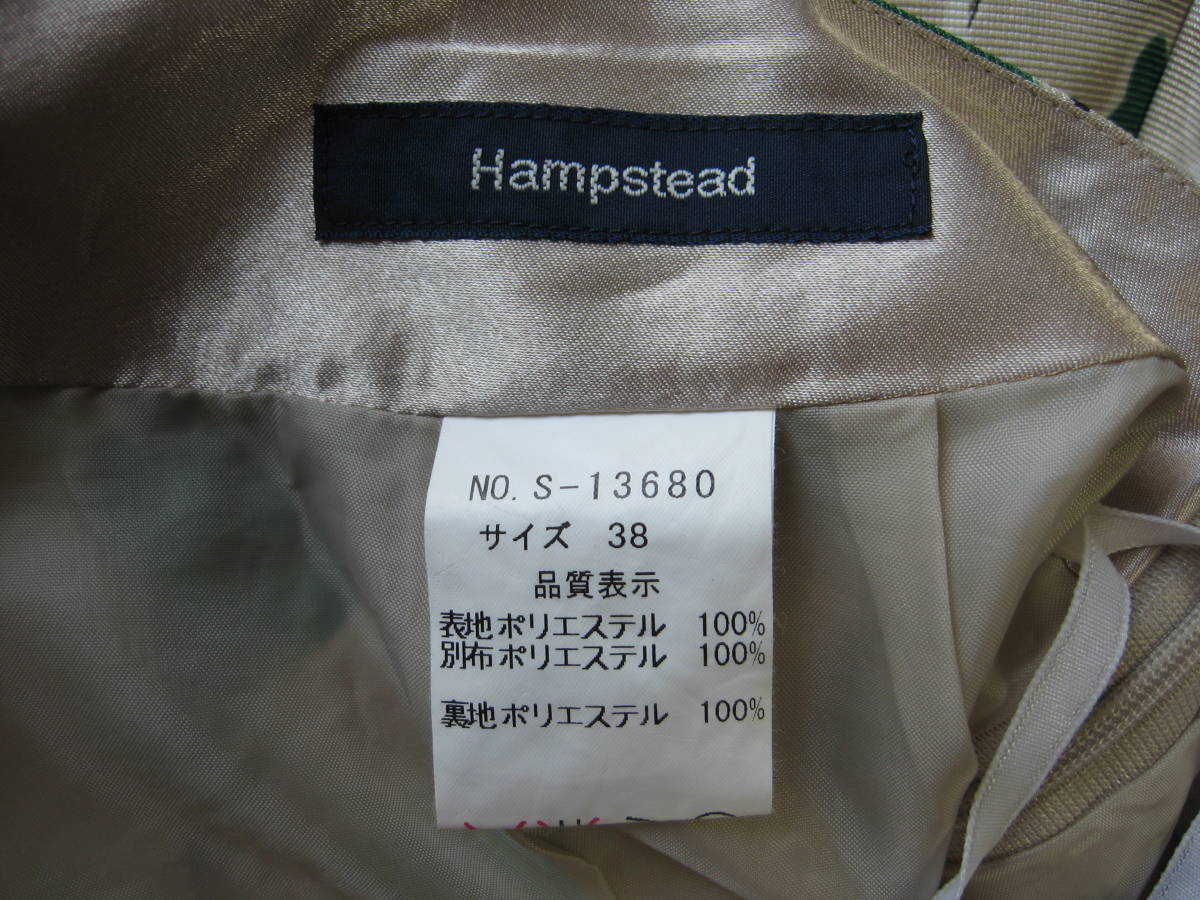 Hampstead
NO. S-13680
サイズ 38
品質表示
表地ポリエステル 100%
別布ポリエステル 100%
裏地ポリエステル 100%